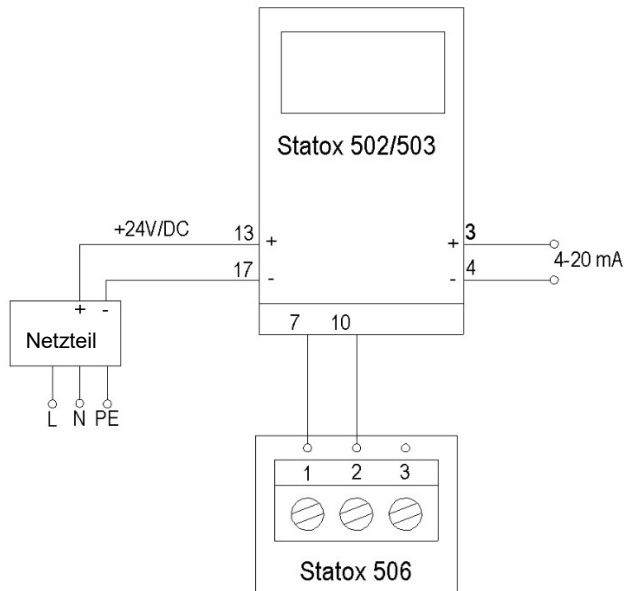 Statox 502/503
+24V/DC 13 + + 3
4-20 mA
17 - - 4
+ -
Netzteil
7 10
L N PE
1 2 3
Statox 506